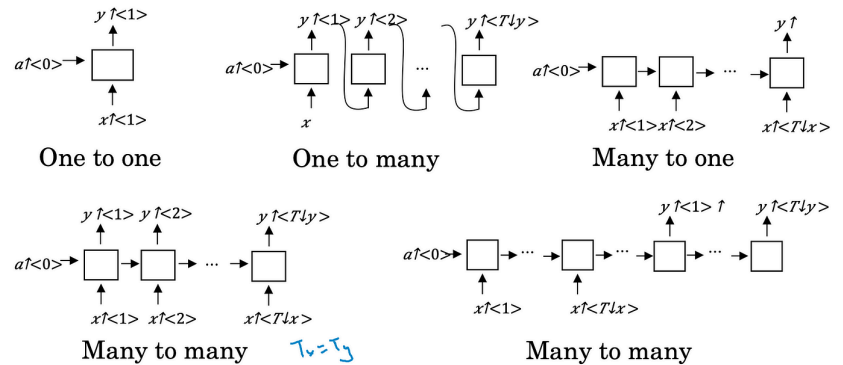 y↑<1> y↑<1> y↑<2> y↑<T↓y> y↑
a↑<0> a↑<0> ... a↑<0> ...
x↑<1> x x↑<1> x↑<2> x↑<T↓x>
One to one One to many Many to one
y↑<1> y↑<2> y↑<T↓y> y↑<1>↑ y↑<T↓y>
a↑<0> ... a↑<0> ... ... ...
x↑<1> x↑<2> x↑<T↓x> x↑<1> x↑<T↓x>
Many to many Tx=Ty Many to many